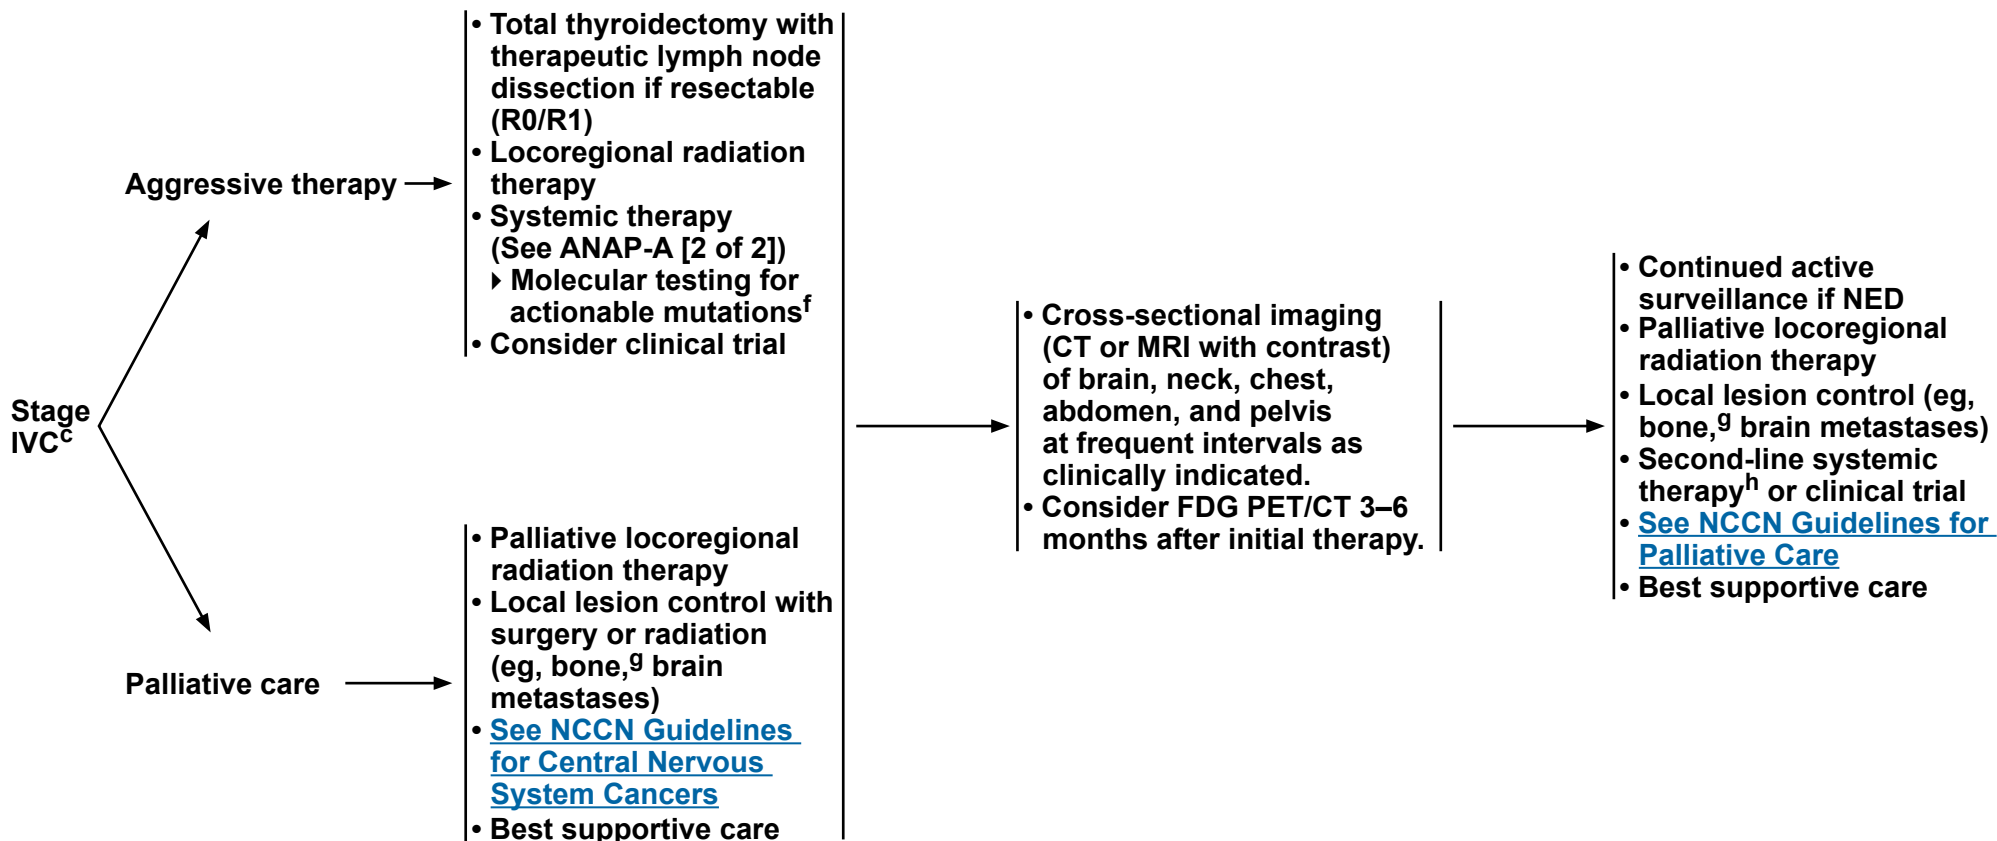 Stage
IVCc
Aggressive therapy
• Total thyroidectomy with
therapeutic lymph node
dissection if resectable
(R0/R1)
• Locoregional radiation
therapy
• Systemic therapy
(See ANAP-A [2 of 2])
▸ Molecular testing for
actionable mutationsf
• Consider clinical trial
Palliative care
• Palliative locoregional
radiation therapy
• Local lesion control with
surgery or radiation
(eg, bone,g brain
metastases)
• See NCCN Guidelines
for Central Nervous
System Cancers
• Best supportive care
• Cross-sectional imaging
(CT or MRI with contrast)
of brain, neck, chest,
abdomen, and pelvis
at frequent intervals as
clinically indicated.
• Consider FDG PET/CT 3–6
months after initial therapy.
• Continued active
surveillance if NED
• Palliative locoregional
radiation therapy
• Local lesion control (eg,
bone,g brain metastases)
• Second-line systemic
therapyh or clinical trial
• See NCCN Guidelines for
Palliative Care
• Best supportive care